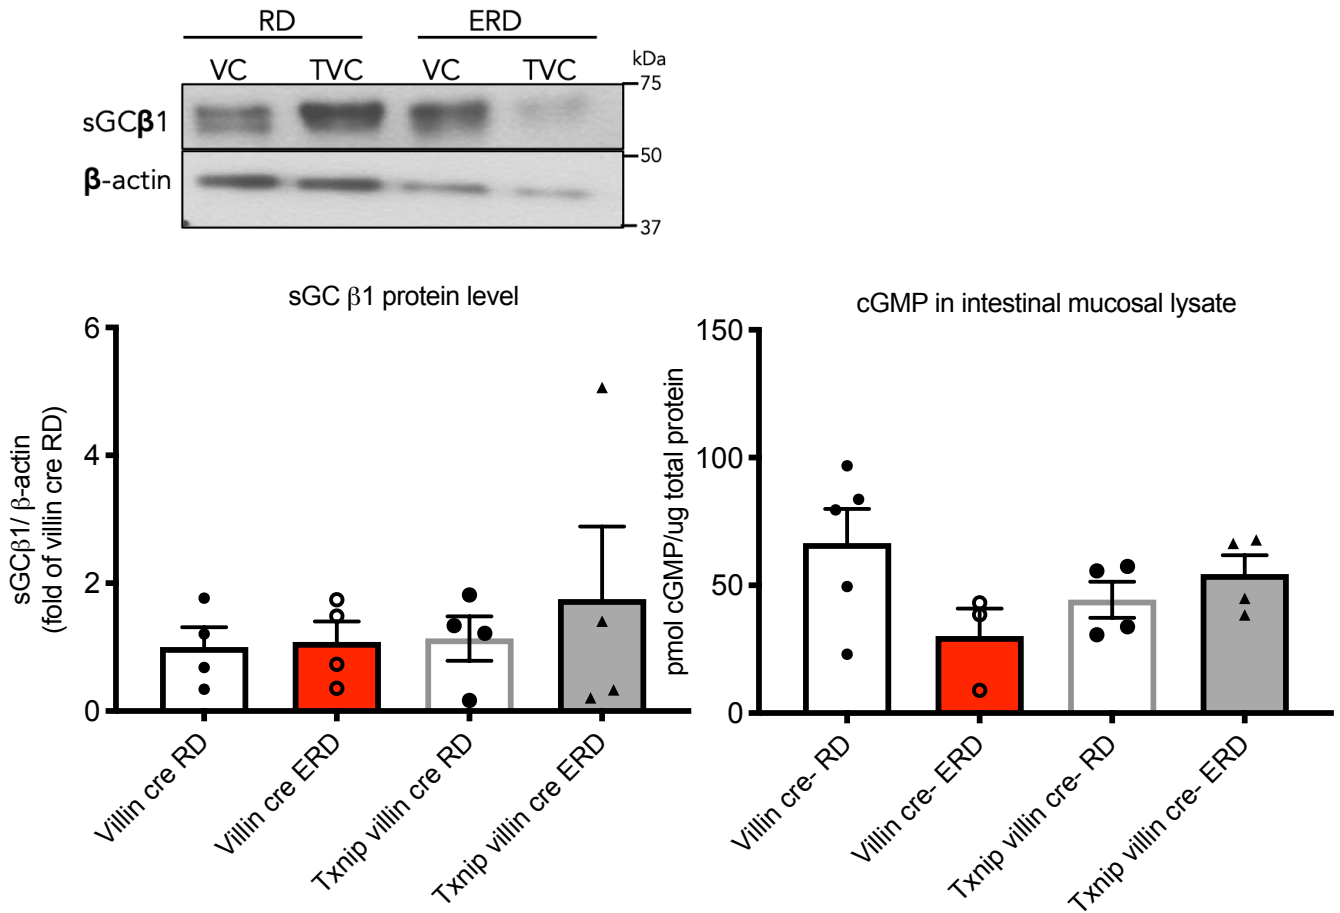 RD ERD
VC TVC VC TVC kDa
75
sGCβ1
50
β-actin
37
sGC β1 protein level
sGCβ1/ β-actin
(fold of villin cre RD)
6
4
2
0
Villin cre RD
Villin cre ERD
Txnip villin cre RD
Txnip villin cre ERD
cGMP in intestinal mucosal lysate
pmol cGMP/ug total protein
150
100
50
0
Villin cre- RD
Villin cre- ERD
Txnip villin cre- RD
Txnip villin cre- ERD